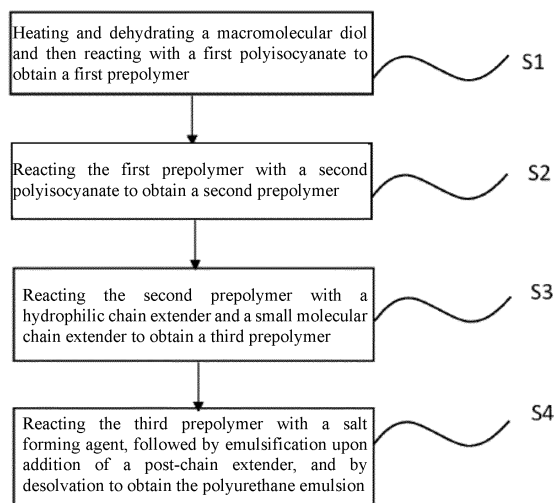 Heating and dehydrating a macromolecular diol
and then reacting with a first polyisocyanate to
obtain a first prepolymer
S1
Reacting the first prepolymer with a second
polyisocyanate to obtain a second prepolymer
S2
Reacting the second prepolymer with a
hydrophilic chain extender and a small molecular
chain extender to obtain a third prepolymer
S3
Reacting the third prepolymer with a salt
forming agent, followed by emulsification upon
addition of a post-chain extender, and by
desolvation to obtain the polyurethane emulsion
S4